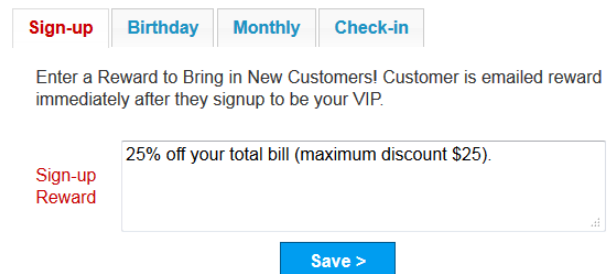 Sign-up Birthday Monthly Check-in
Enter a Reward to Bring in New Customers! Customer is emailed reward
immediately after they signup to be your VIP.
25% off your total bill (maximum discount $25).
Sign-up
Reward
Save >